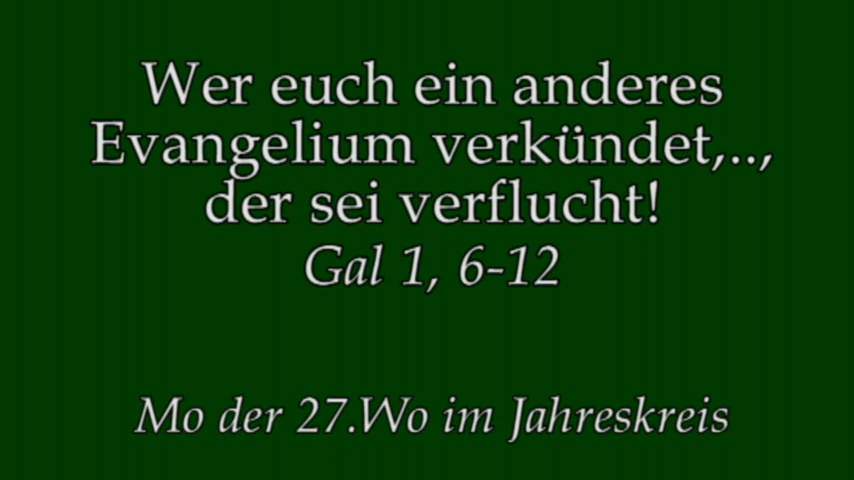 Wer euch ein anderes
Evangelium verkündet,..,
der sei verflucht!
Gal 1, 6-12
Mo der 27.Wo im Jahreskreis